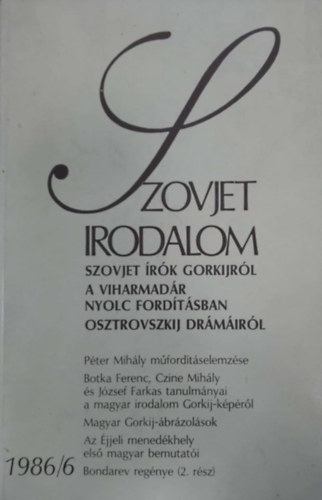 SZOVJET
IRODALOM
SZOVJET ÍRÓK GORKIJRÓL
A VIHARMADÁR
NYOLC FORDÍTÁSBAN
OSZTROVSZKIJ DRÁMÁIRÓL
Péter Mihály műfordításelemzése
Botka Ferenc, Czine Mihály
és József Farkas tanulmányai
a magyar irodalom Gorkij-képéről
Magyar Gorkij-ábrázolások
Az Éjjeli menedékhely
első magyar bemutatói
1986/6
Bondarev regénye (2. rész)